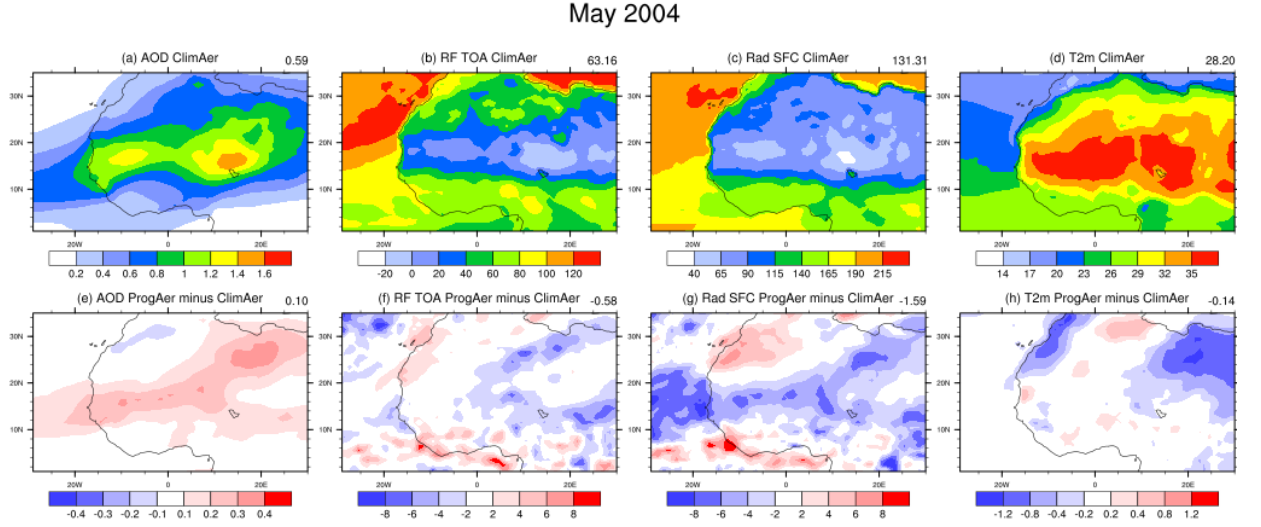 May 2004
(a) AOD ClimAer 0.59
(b) RF TOA ClimAer 63.16
(c) Rad SFC ClimAer 131.31
(d) T2m ClimAer 28.20
30N 30N 30N 30N
20N 20N 20N 20N
10N 10N 10N 10N
20W 0 20E 20W 0 20E 20W 0 20E 20W 0 20E
0.2 0.4 0.6 0.8 1 1.2 1.4 1.6
-20 0 20 40 60 80 100 120
40 65 90 115 140 165 190 215
14 17 20 23 26 29 32 35
(e) AOD ProgAer minus ClimAer 0.10
(f) RF TOA ProgAer minus ClimAer -0.58
(g) Rad SFC ProgAer minus ClimAer -1.59
(h) T2m ProgAer minus ClimAer -0.14
30N 30N 30N 30N
20N 20N 20N 20N
10N 10N 10N 10N
20W 0 20E 20W 0 20E 20W 0 20E 20W 0 20E
-0.4 -0.3 -0.2 -0.1 0.1 0.2 0.3 0.4
-8 -6 -4 -2 2 4 6 8
-8 -6 -4 -2 2 4 6 8
-1.2 -0.8 -0.4 -0.2 0.2 0.4 0.8 1.2